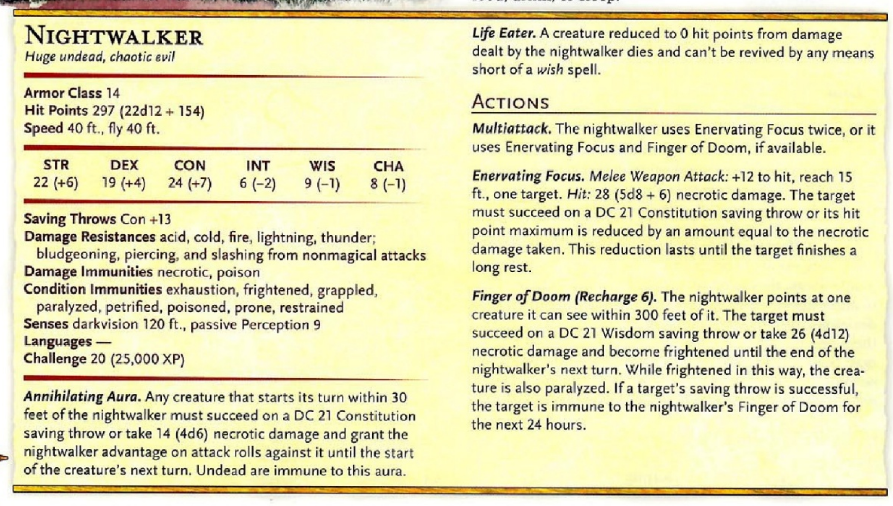 NIGHTWALKER
Huge undead, chaotic evil
Armor Class 14
Hit Points 297 (22d12 + 154)
Speed 40 ft., fly 40 ft.
STR DEX CON INT WIS CHA
22 (+6) 19 (+4) 24 (+7) 6 (−2) 9 (−1) 8 (−1)
Saving Throws Con +13
Damage Resistances acid, cold, fire, lightning, thunder;
bludgeoning, piercing, and slashing from nonmagical attacks
Damage Immunities necrotic, poison
Condition Immunities exhaustion, frightened, grappled,
paralyzed, petrified, poisoned, prone, restrained
Senses darkvision 120 ft., passive Perception 9
Languages —
Challenge 20 (25,000 XP)
Annihilating Aura. Any creature that starts its turn within 30
feet of the nightwalker must succeed on a DC 21 Constitution
saving throw or take 14 (4d6) necrotic damage and grant the
nightwalker advantage on attack rolls against it until the start
of the creature's next turn. Undead are immune to this aura.
Life Eater. A creature reduced to 0 hit points from damage
dealt by the nightwalker dies and can't be revived by any means
short of a wish spell.
ACTIONS
Multiattack. The nightwalker uses Enervating Focus twice, or it
uses Enervating Focus and Finger of Doom, if available.
Enervating Focus. Melee Weapon Attack: +12 to hit, reach 15
ft., one target. Hit: 28 (5d8 + 6) necrotic damage. The target
must succeed on a DC 21 Constitution saving throw or its hit
point maximum is reduced by an amount equal to the necrotic
damage taken. This reduction lasts until the target finishes a
long rest.
Finger of Doom (Recharge 6). The nightwalker points at one
creature it can see within 300 feet of it. The target must
succeed on a DC 21 Wisdom saving throw or take 26 (4d12)
necrotic damage and become frightened until the end of the
nightwalker's next turn. While frightened in this way, the crea-
ture is also paralyzed. If a target's saving throw is successful,
the target is immune to the nightwalker's Finger of Doom for
the next 24 hours.